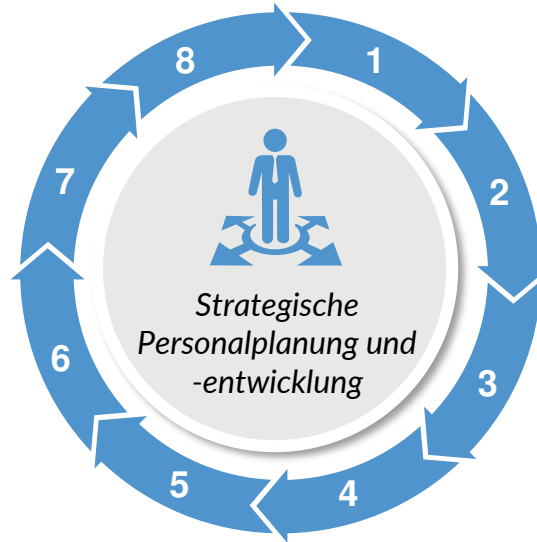 1
2
3
4
5
6
7
8
Strategische
Personalplanung und
-entwicklung